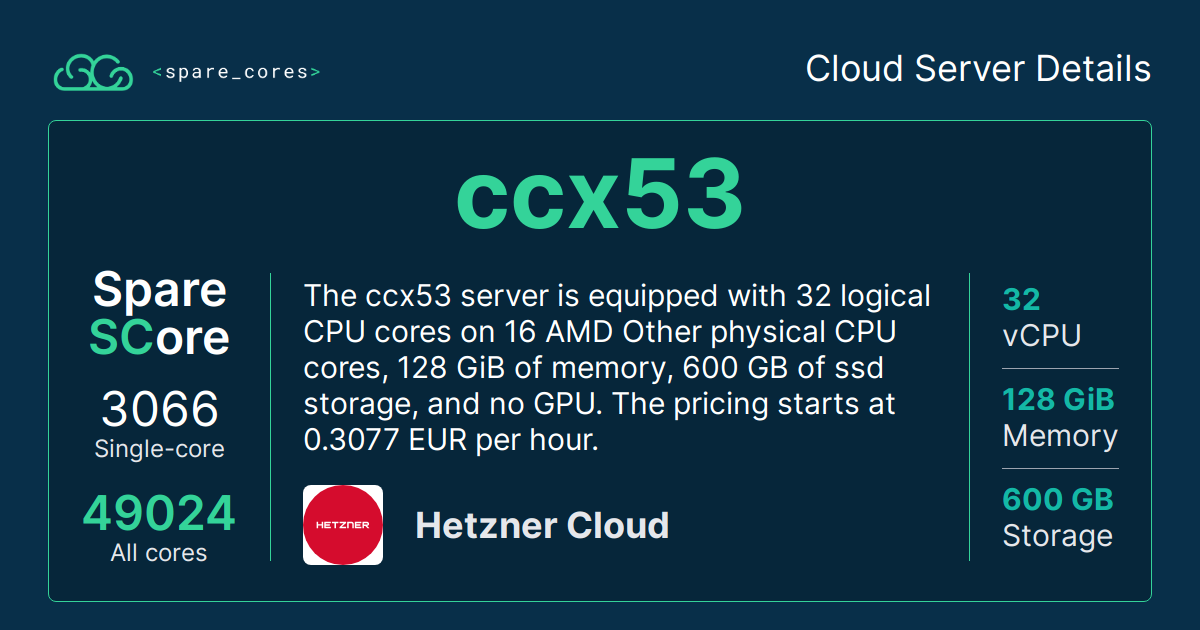 <spare_cores>
Cloud Server Details
ccx53
Spare
SCore
3066
Single-core
49024
All cores
The ccx53 server is equipped with 32 logical
CPU cores on 16 AMD Other physical CPU
cores, 128 GiB of memory, 600 GB of ssd
storage, and no GPU. The pricing starts at
0.3077 EUR per hour.
HETZNER
Hetzner Cloud
32
vCPU
128 GiB
Memory
600 GB
Storage